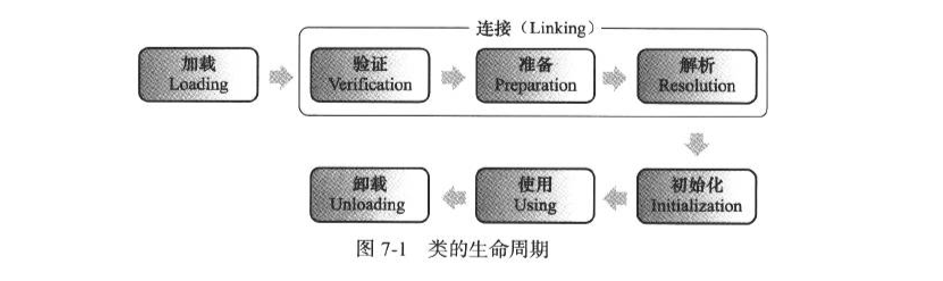 连接（Linking）
加载
Loading
验证
Verification
准备
Preparation
解析
Resolution
卸载
Unloading
使用
Using
初始化
Initialization
图 7-1 类的生命周期